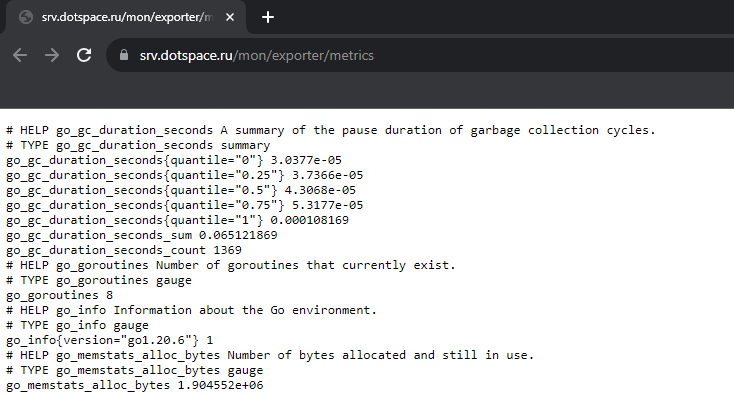 srv.dotspace.ru/mon/exporter/m
srv.dotspace.ru/mon/exporter/metrics
# HELP go_gc_duration_seconds A summary of the pause duration of garbage collection cycles.
# TYPE go_gc_duration_seconds summary
go_gc_duration_seconds{quantile="0"} 3.0377e-05
go_gc_duration_seconds{quantile="0.25"} 3.7366e-05
go_gc_duration_seconds{quantile="0.5"} 4.3068e-05
go_gc_duration_seconds{quantile="0.75"} 5.3177e-05
go_gc_duration_seconds{quantile="1"} 0.000108169
go_gc_duration_seconds_sum 0.065121869
go_gc_duration_seconds_count 1369
# HELP go_goroutines Number of goroutines that currently exist.
# TYPE go_goroutines gauge
go_goroutines 8
# HELP go_info Information about the Go environment.
# TYPE go_info gauge
go_info{version="go1.20.6"} 1
# HELP go_memstats_alloc_bytes Number of bytes allocated and still in use.
# TYPE go_memstats_alloc_bytes gauge
go_memstats_alloc_bytes 1.904552e+06